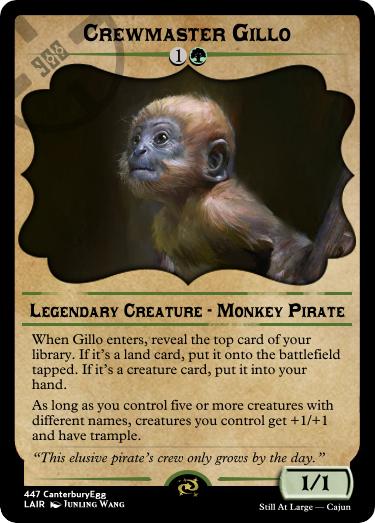 Crewmaster Gillo
1
Legendary Creature - Monkey Pirate
When Gillo enters, reveal the top card of your
library. If it's a land card, put it onto the battlefield
tapped. If it's a creature card, put it into your
hand.
As long as you control five or more creatures with
different names, creatures you control get +1/+1
and have trample.
"This elusive pirate's crew only grows by the day."
1/1
447 CanterburyEgg
LAIR Junling Wang
Still At Large — Cajun